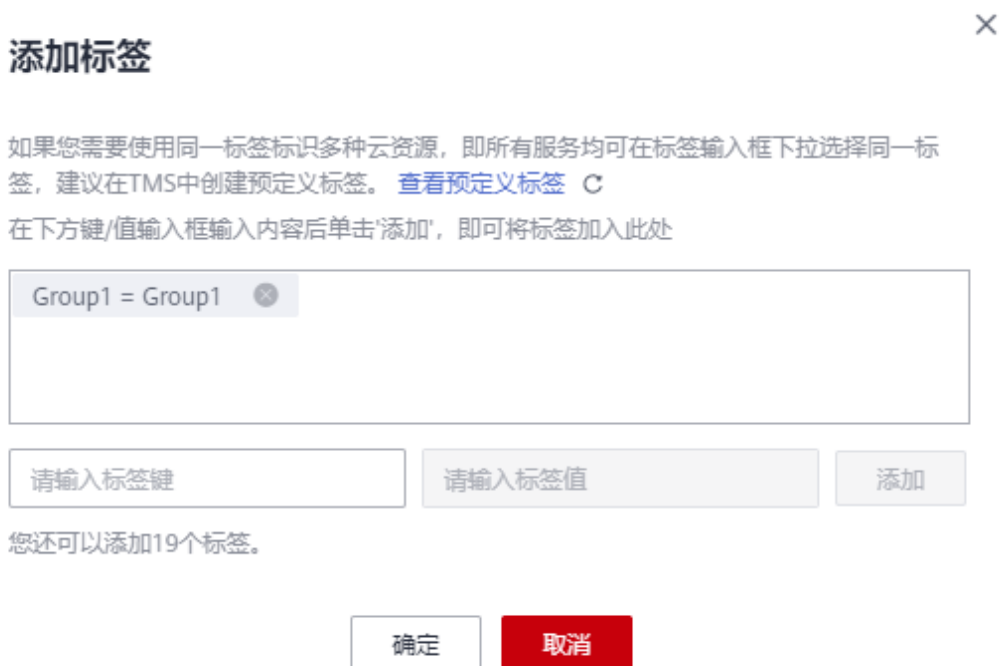 添加标签
如果您需要使用同一标签标识多种云资源，即所有服务均可在标签输入框下拉选择同一标
签，建议在TMS中创建预定义标签。 查看预定义标签
在下方键/值输入框输入内容后单击'添加'，即可将标签加入此处
Group1 = Group1
请输入标签键 请输入标签值 添加
您还可以添加19个标签。
确定 取消